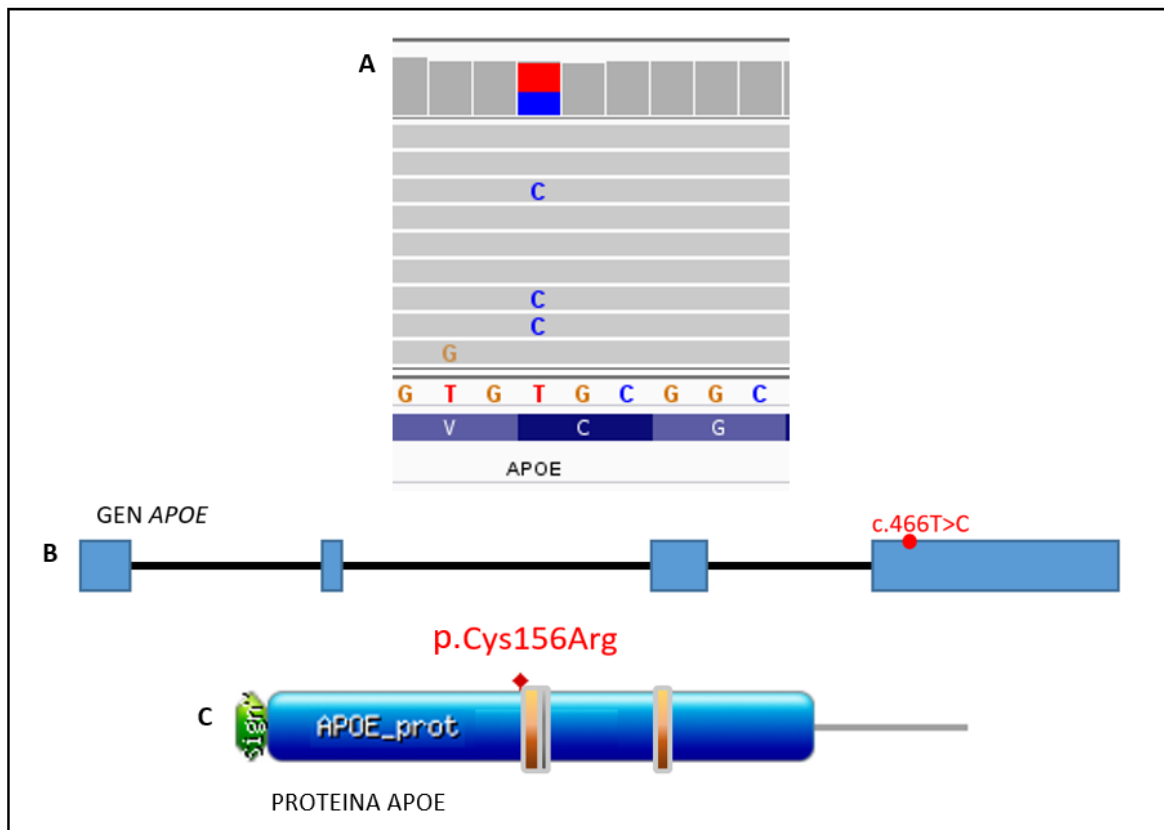 A
C
C
C
G
G T G T G C G G C
V C G
APOE
GEN APOE
c.466T>C
B
p.Cys156Arg
C
APOE_prot
PROTEINA APOE